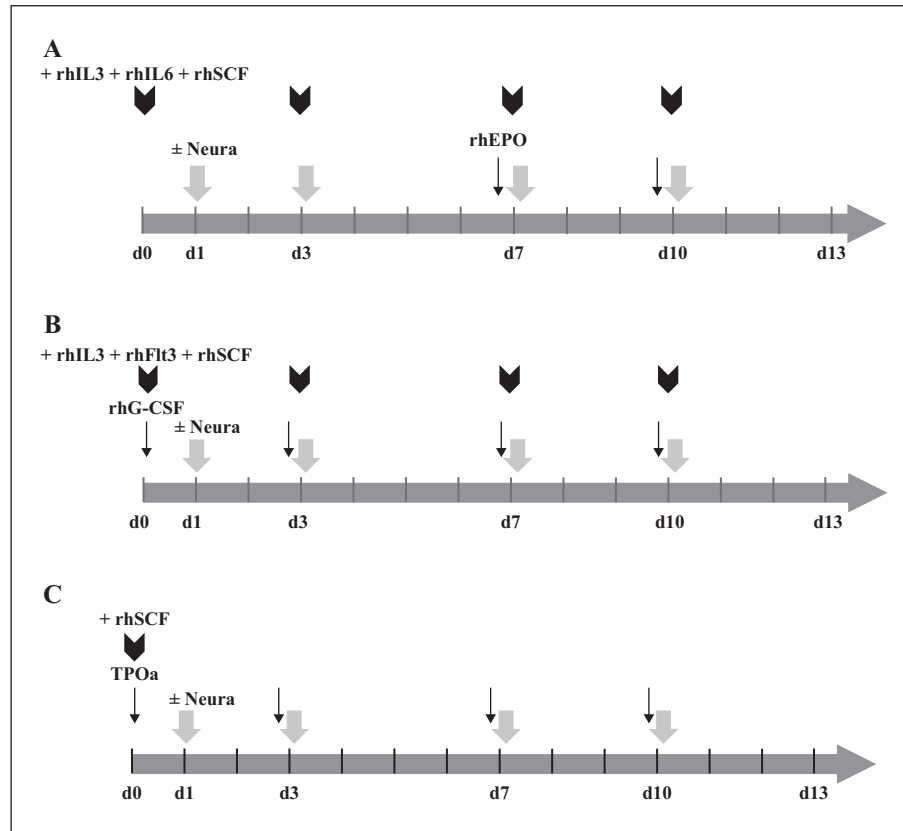 A
+ rhIL3 + rhIL6 + rhSCF
± Neura
rhEPO
d0 d1 d3 d7 d10 d13
B
+ rhIL3 + rhFlt3 + rhSCF
rhG-CSF
± Neura
d0 d1 d3 d7 d10 d13
C
+ rhSCF
TPOa
± Neura
d0 d1 d3 d7 d10 d13